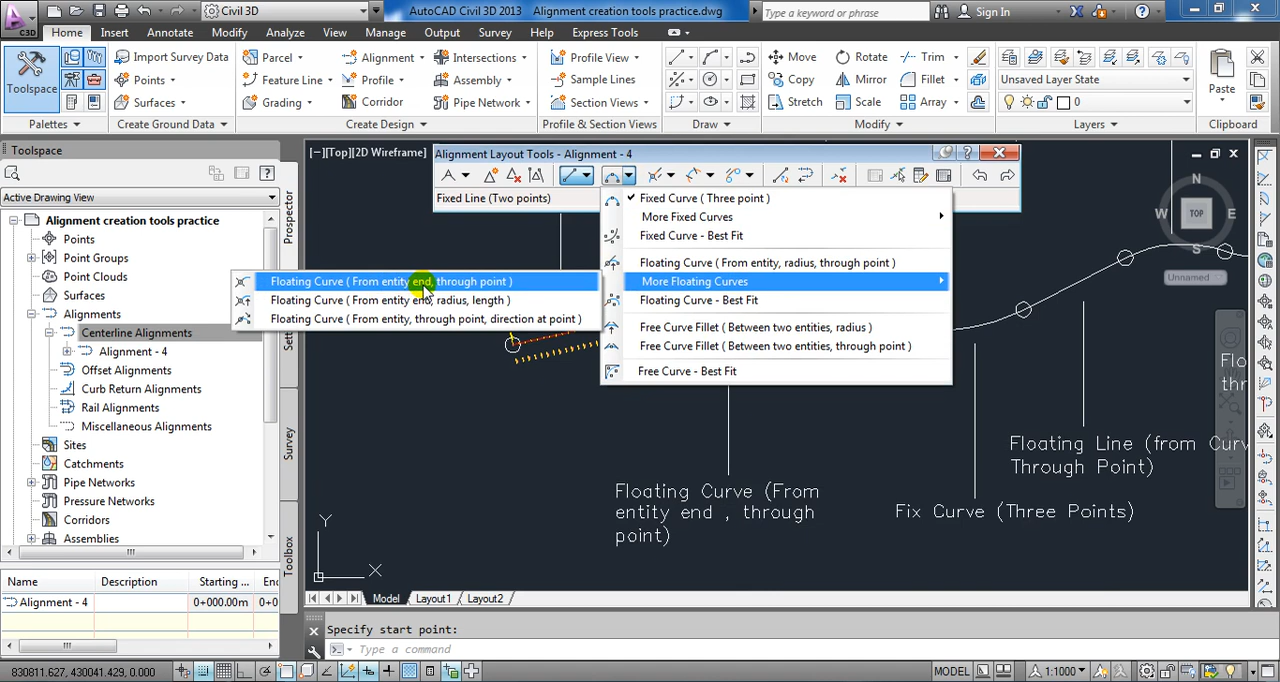 C3D
Civil 3D
AutoCAD Civil 3D 2013 Alignment creation tools practice.dwg
Type a keyword or phrase
Sign In
Home Insert Annotate Modify Analyze View Manage Output Survey Help Express Tools
Toolspace
Import Survey Data
Points
Surfaces
Parcel
Feature Line
Grading
Alignment
Profile
Corridor
Intersections
Assembly
Pipe Network
Profile View
Sample Lines
Section Views
Move
Copy
Stretch
Rotate
Mirror
Scale
Trim
Fillet
Array
Unsaved Layer State
0
Paste
Palettes
Create Ground Data
Create Design
Profile & Section Views
Draw
Modify
Layers
Clipboard
Toolspace
Active Drawing View
Alignment creation tools practice
Points
Point Groups
Point Clouds
Surfaces
Alignments
Centerline Alignments
Alignment - 4
Offset Alignments
Curb Return Alignments
Rail Alignments
Miscellaneous Alignments
Sites
Catchments
Pipe Networks
Pressure Networks
Corridors
Assemblies
Prospector
Survey
Toolbox
Name Description Starting ...
Alignment - 4 0+000.00m
[−][Top][2D Wireframe]
Alignment Layout Tools - Alignment - 4
Fixed Line (Two points)
Fixed Curve ( Three point )
More Fixed Curves
Fixed Curve - Best Fit
Floating Curve ( From entity, radius, through point )
More Floating Curves
Floating Curve - Best Fit
Free Curve Fillet ( Between two entities, radius )
Free Curve Fillet ( Between two entities, through point )
Free Curve - Best Fit
Floating Curve ( From entity end, through point )
Floating Curve ( From entity end, radius, length )
Floating Curve ( From entity, through point, direction at point )
N
W TOP E
S
Unnamed
Floating Curve (From
entity end , through
point)
Fix Curve (Three Points)
Floating Line (from Curve
Through Point)
Y
X
Model Layout1 Layout2
Specify start point:
Type a command
830811.627, 430041.429, 0.000
MODEL
1:1000